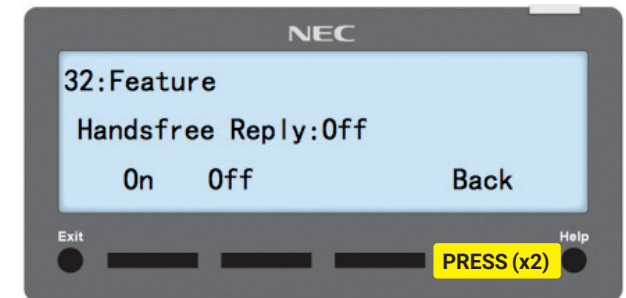 NEC
32:Feature
Handsfree Reply:Off
On Off Back
Exit Help
PRESS (x2)